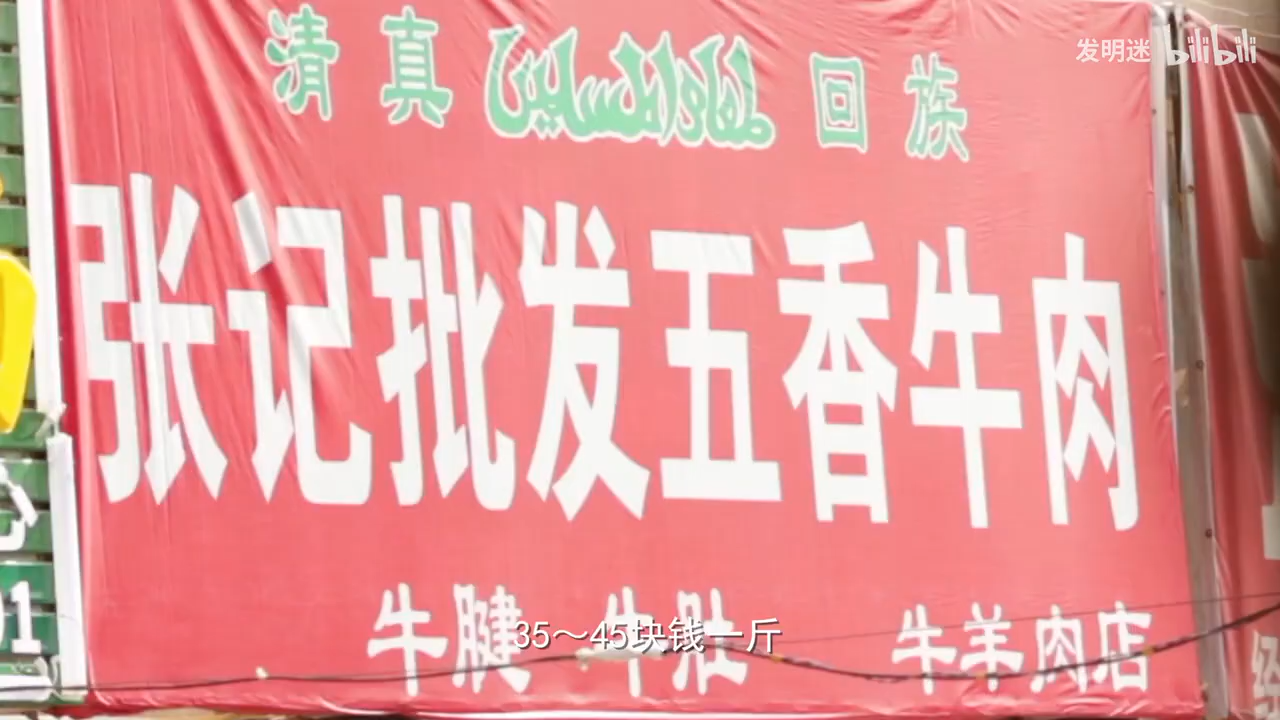 发明迷 bilibili
清真 回族
张记批发五香牛肉
牛腱 牛肚 牛羊肉店
35～45块钱一斤